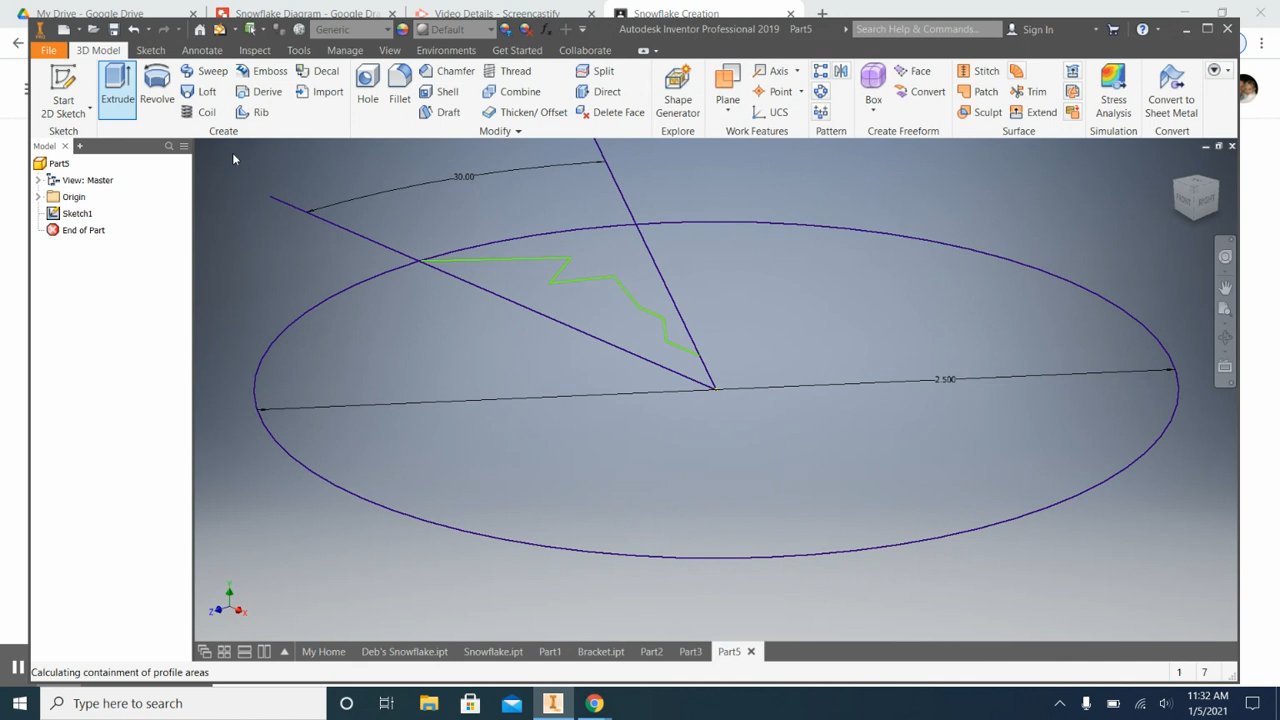 My Drive - Google Drive
Snowflake Diagram - Google Dra
Video Details - Screencastify
Snowflake Creation
Generic
Default
Autodesk Inventor Professional 2019 Part5
Search Help & Commands...
Sign In
File
3D Model
Sketch
Annotate
Inspect
Tools
Manage
View
Environments
Get Started
Collaborate
Start
2D Sketch
Extrude
Revolve
Sweep
Loft
Coil
Emboss
Derive
Rib
Decal
Import
Hole
Fillet
Chamfer
Shell
Draft
Thread
Combine
Thicken/ Offset
Split
Direct
Delete Face
Shape
Generator
Plane
Axis
Point
UCS
Box
Face
Convert
Stitch
Patch
Sculpt
Trim
Extend
Stress
Analysis
Convert to
Sheet Metal
Sketch
Create
Modify
Explore
Work Features
Pattern
Create Freeform
Surface
Simulation
Convert
Model
Part5
View: Master
Origin
Sketch1
End of Part
30.00
2.500
FRONT
RIGHT
Y
Z
X
My Home
Deb's Snowflake.ipt
Snowflake.ipt
Part1
Bracket.ipt
Part2
Part3
Part5
Calculating containment of profile areas
1
7
Type here to search
11:32 AM
1/5/2021